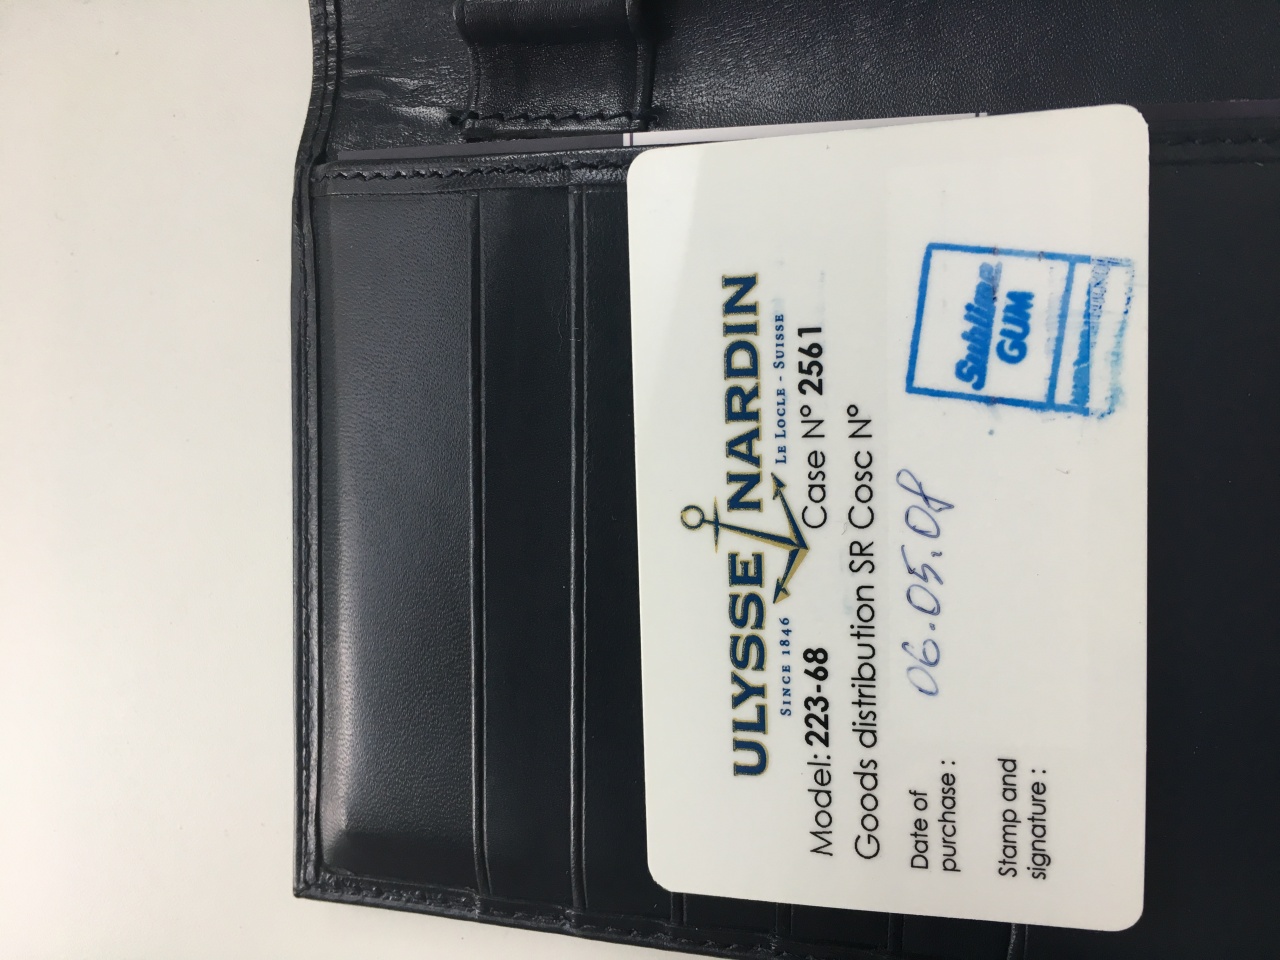 ULYSSE NARDIN
SINCE 1846 LE LOCLE - SUISSE
Model: 223-68 Case N° 2561
Goods distribution SR Cosc N°
Date of
purchase : 06.05.08
Stamp and
signature :
Sublime
GUM